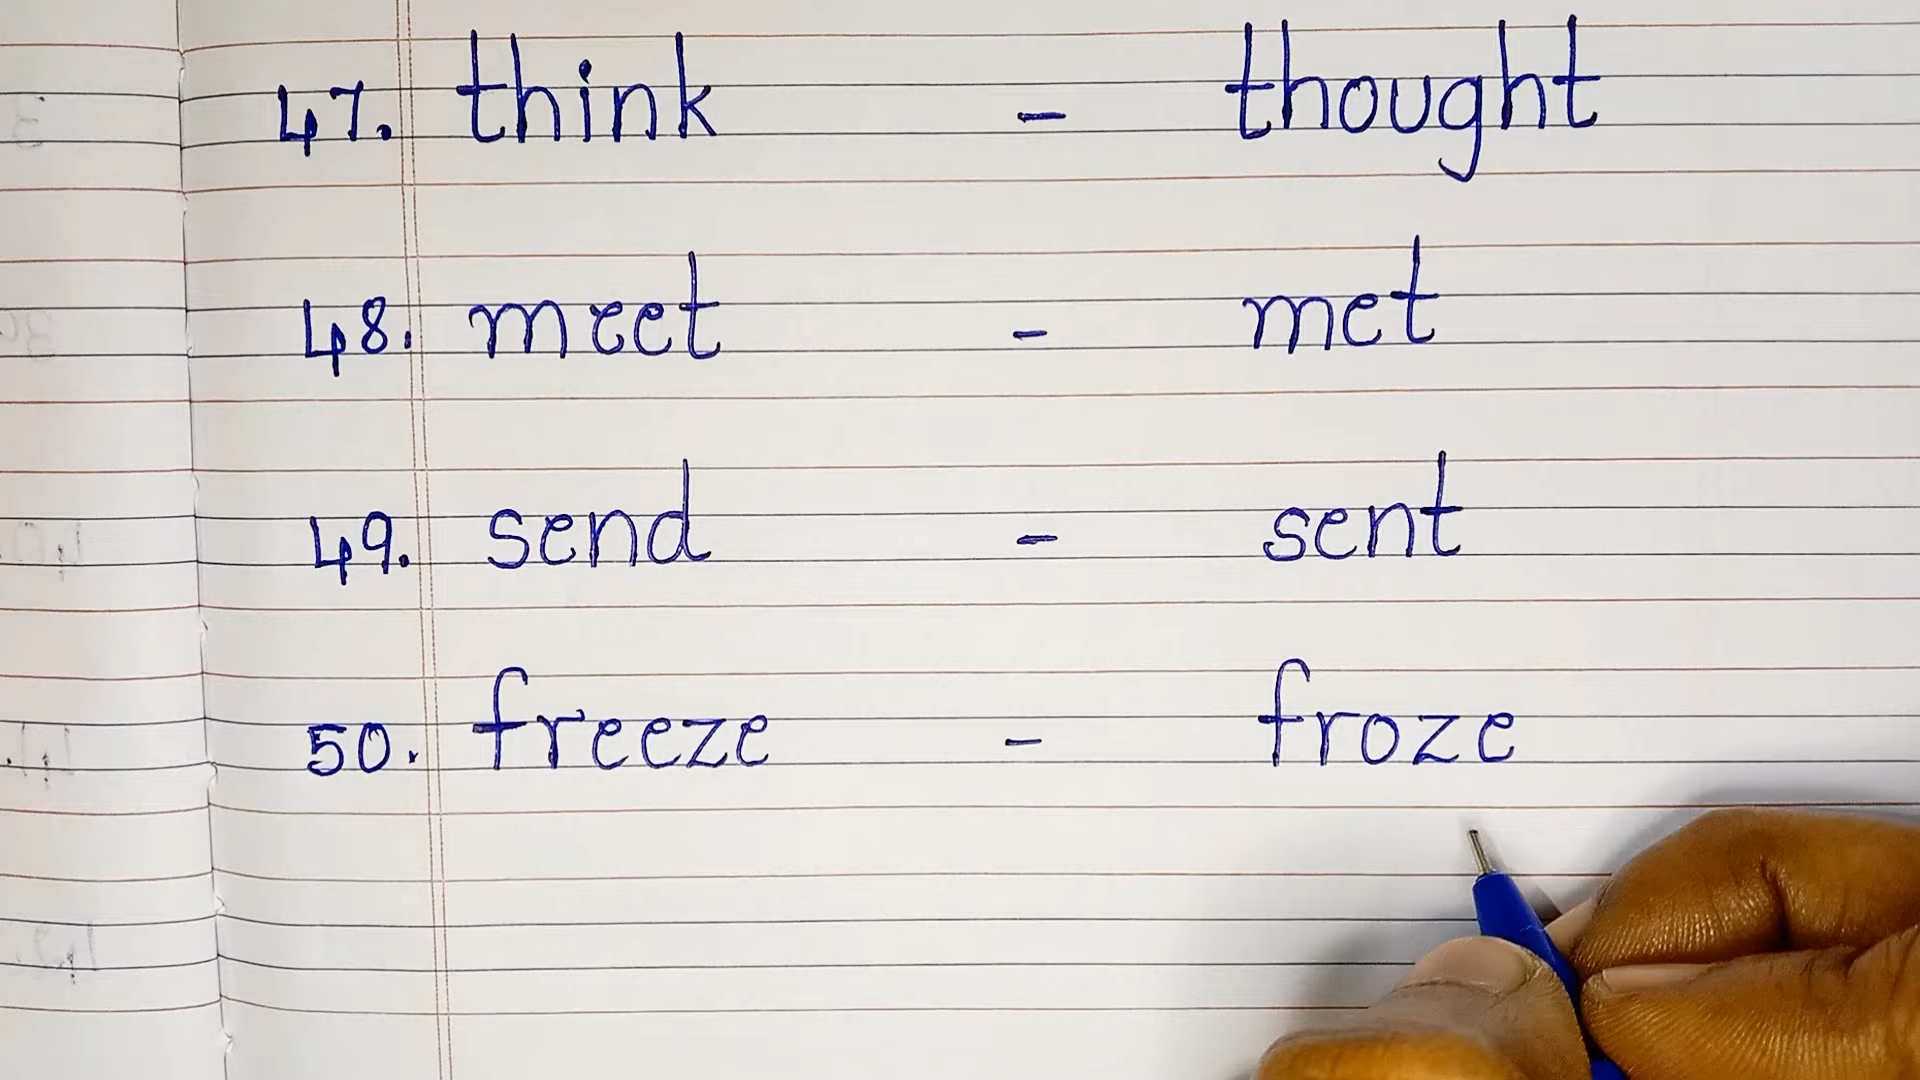 47. think - thought
48. meet - met
49. send - sent
50. freeze - froze